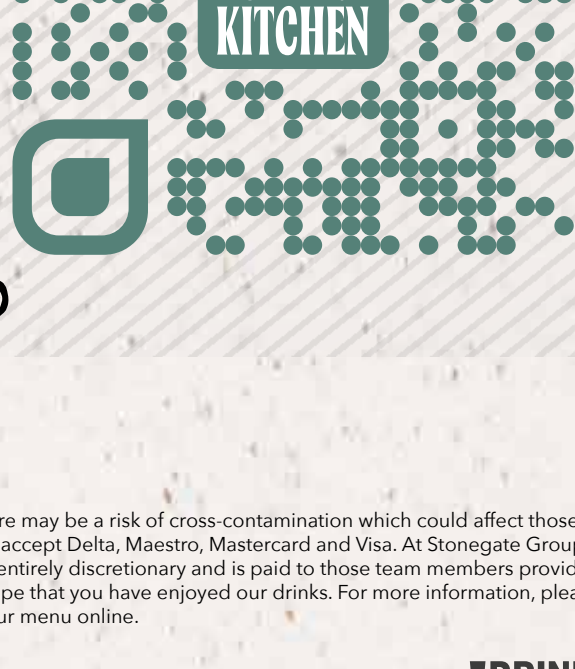 KITCHEN
re may be a risk of cross-contamination which could affect those
accept Delta, Maestro, Mastercard and Visa. At Stonegate Group
entirely discretionary and is paid to those team members provid
pe that you have enjoyed our drinks. For more information, plea
ur menu online.